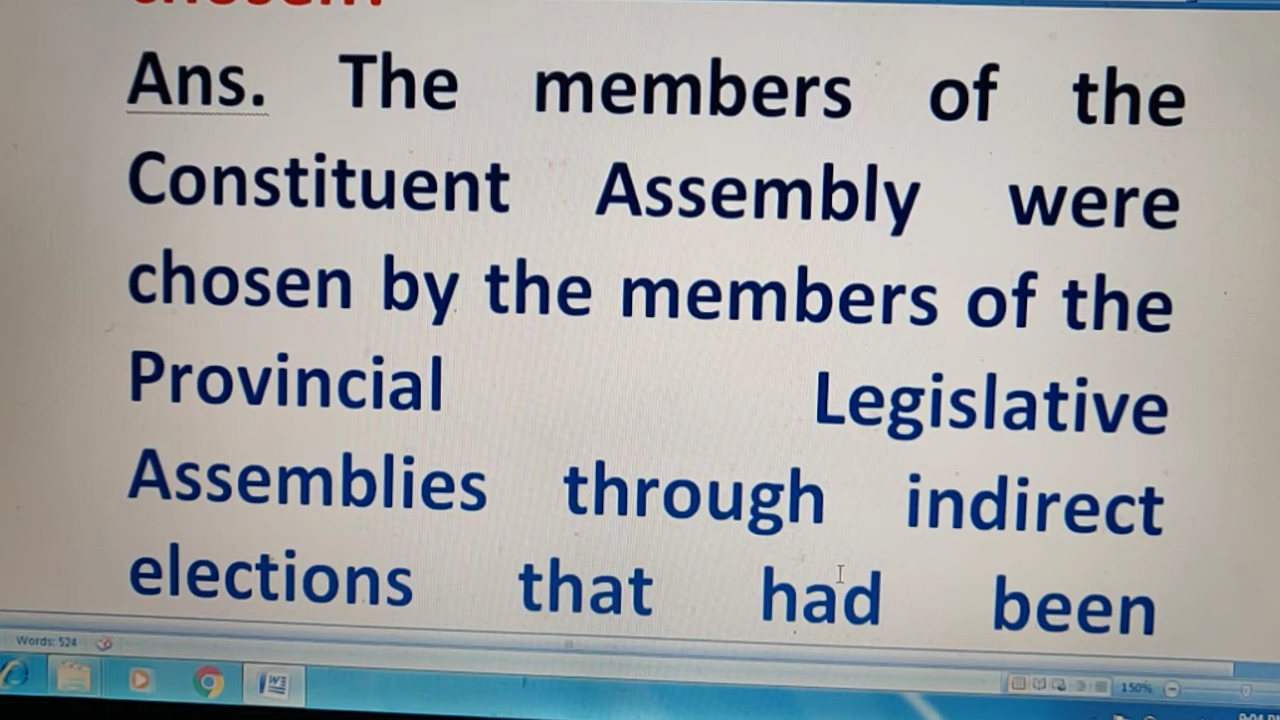 Ans. The members of the
Constituent Assembly were
chosen by the members of the
Provincial Legislative
Assemblies through indirect
elections that had been
Words: 524
150%